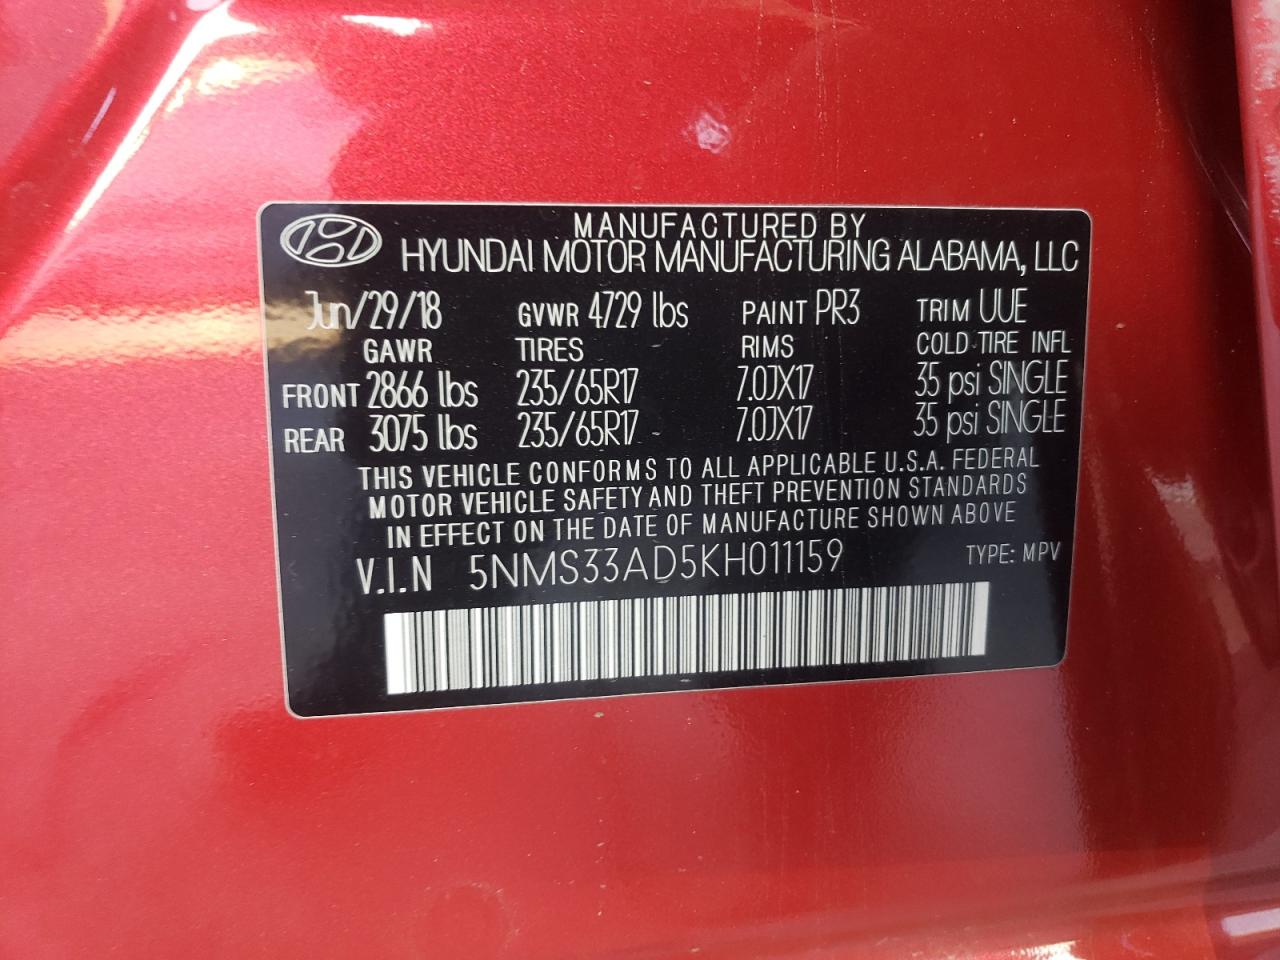 MANUFACTURED BY
HYUNDAI MOTOR MANUFACTURING ALABAMA, LLC
Jun/29/18 GVWR 4729 lbs PAINT PR3 TRIM UUE
GAWR TIRES RIMS COLD TIRE INFL
FRONT 2866 lbs 235/65R17 7.0JX17 35 psi SINGLE
REAR 3075 lbs 235/65R17 7.0JX17 35 psi SINGLE
THIS VEHICLE CONFORMS TO ALL APPLICABLE U.S.A. FEDERAL
MOTOR VEHICLE SAFETY AND THEFT PREVENTION STANDARDS
IN EFFECT ON THE DATE OF MANUFACTURE SHOWN ABOVE
V.I.N 5NMS33AD5KH011159 TYPE: MPV